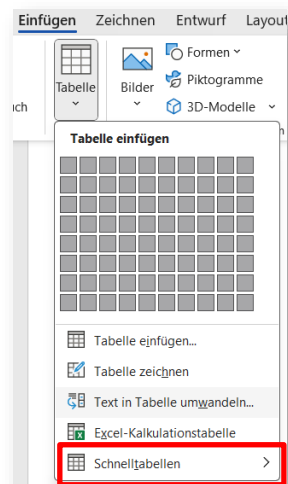 Einfügen Zeichnen Entwurf Layout
Tabelle
Bilder
Formen
Piktogramme
3D-Modelle
uch
Tabelle einfügen
Tabelle einfügen...
Tabelle zeichnen
Text in Tabelle umwandeln...
Excel-Kalkulationstabelle
Schnelltabellen